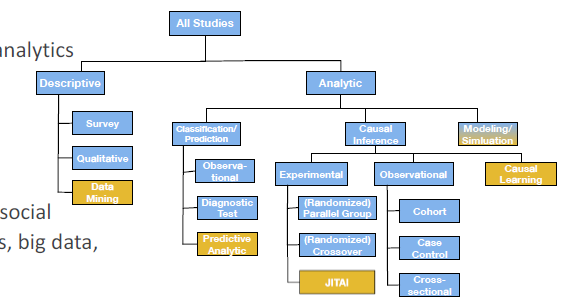 All Studies
analytics
Descriptive
Analytic
Survey
Qualitative
Data
Mining
social
s, big data,
Classification/
Prediction
Observa-
tional
Diagnostic
Test
Predictive
Analytic
Causal
Inference
Modeling/
Simluation
Experimental
(Randomized)
Parallel Group
(Randomized)
Crossover
JITAI
Observational
Cohort
Case
Control
Cross-
sectional
Causal
Learning